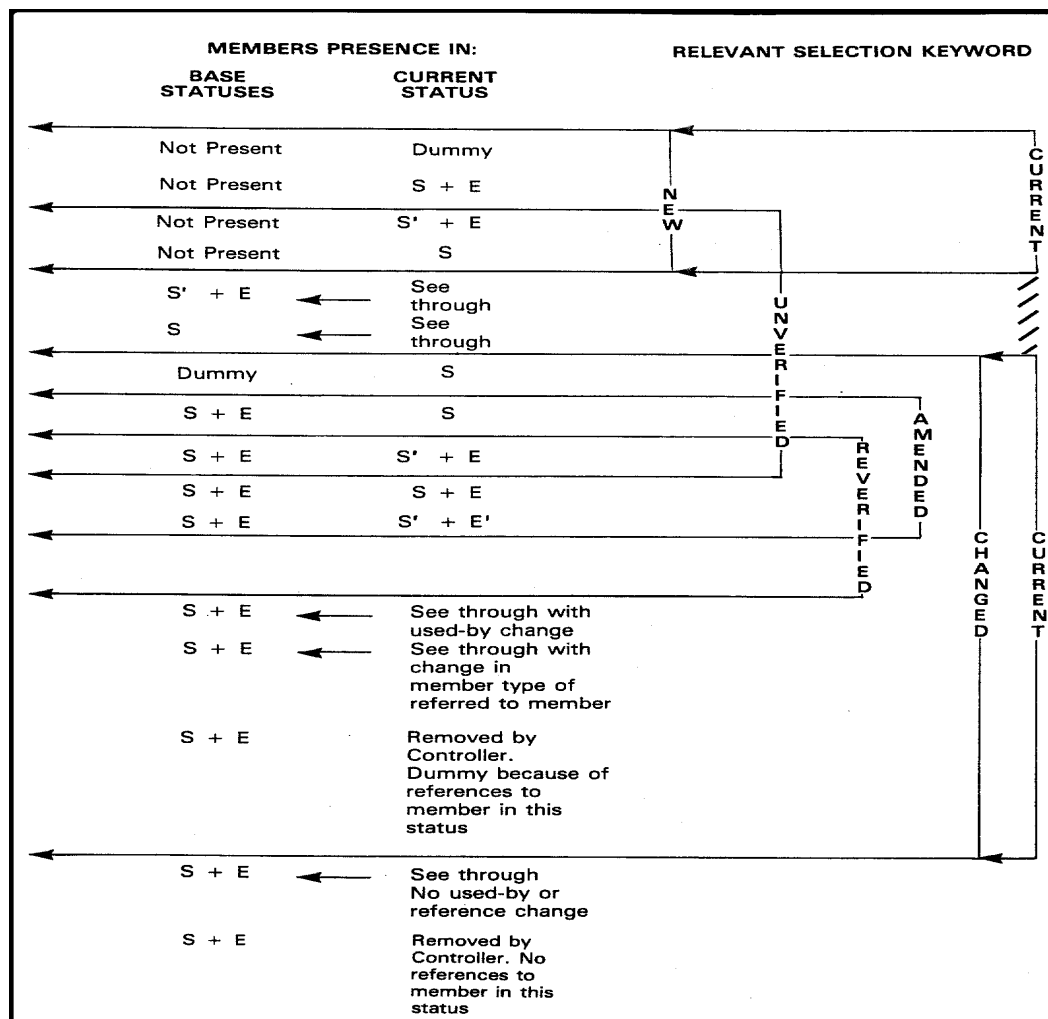 MEMBERS PRESENCE IN: RELEVANT SELECTION KEYWORD
BASE STATUSES CURRENT STATUS
Not Present Dummy
Not Present S + E
Not Present S' + E
Not Present S
S' + E See through
S See through
Dummy S
S + E S
S + E S' + E
S + E S + E
S + E S' + E'
S + E See through with
used-by change
S + E See through with
change in
member type of
referred to member
S + E Removed by
Controller.
Dummy because of
references to
member in this
status
S + E See through
No used-by or
reference change
S + E Removed by
Controller. No
references to
member in this
status
NEW
UNVERIFIED
REVERIFIED
AMENDED
CHANGED
CURRENT
CURRENT